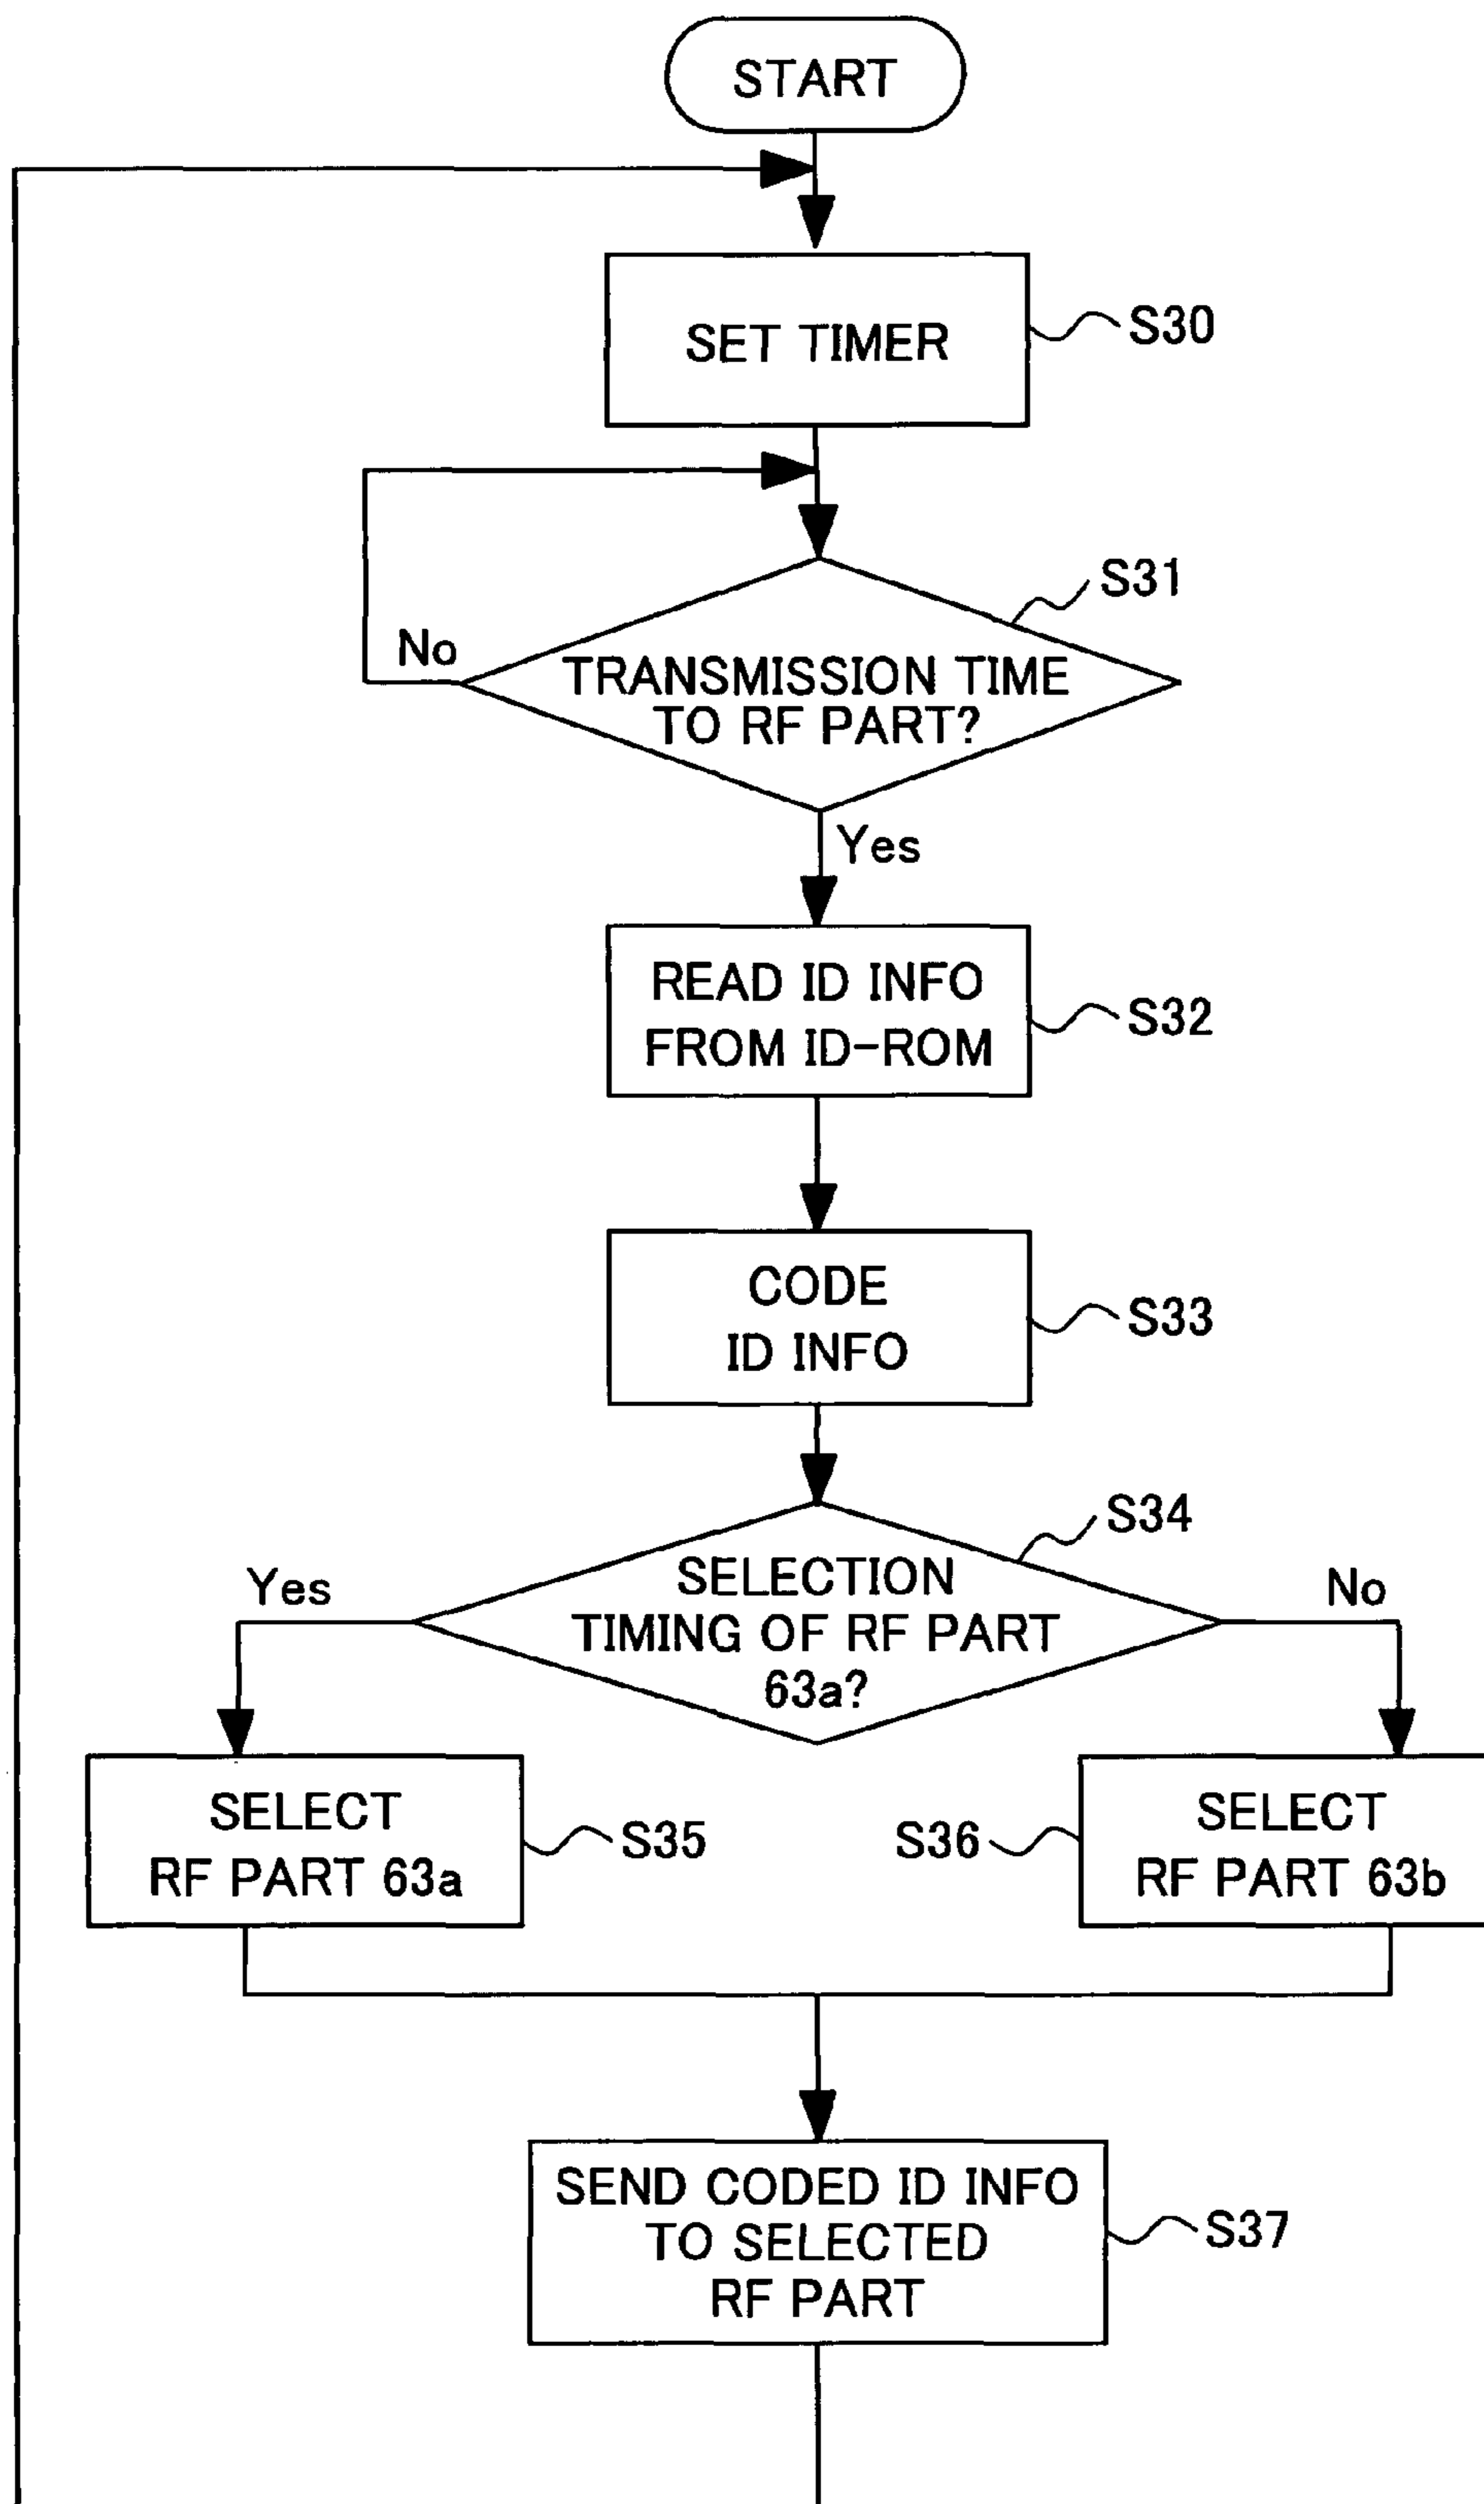 START
SET TIMER
S30
S31
No
TRANSMISSION TIME
TO RF PART?
Yes
READ ID INFO
FROM ID-ROM
S32
CODE
ID INFO
S33
S34
SELECTION
TIMING OF RF PART
63a?
Yes
No
SELECT
RF PART 63a
S35
S36
SELECT
RF PART 63b
SEND CODED ID INFO
TO SELECTED
RF PART
S37